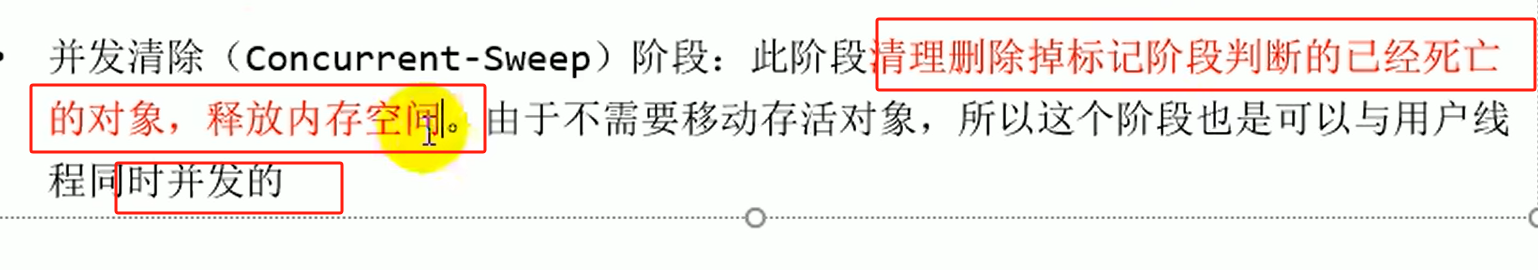 • 并发清除（Concurrent-Sweep）阶段：此阶段清理删除掉标记阶段判断的已经死亡
的对象，释放内存空间。由于不需要移动存活对象，所以这个阶段也是可以与用户线
程同时并发的